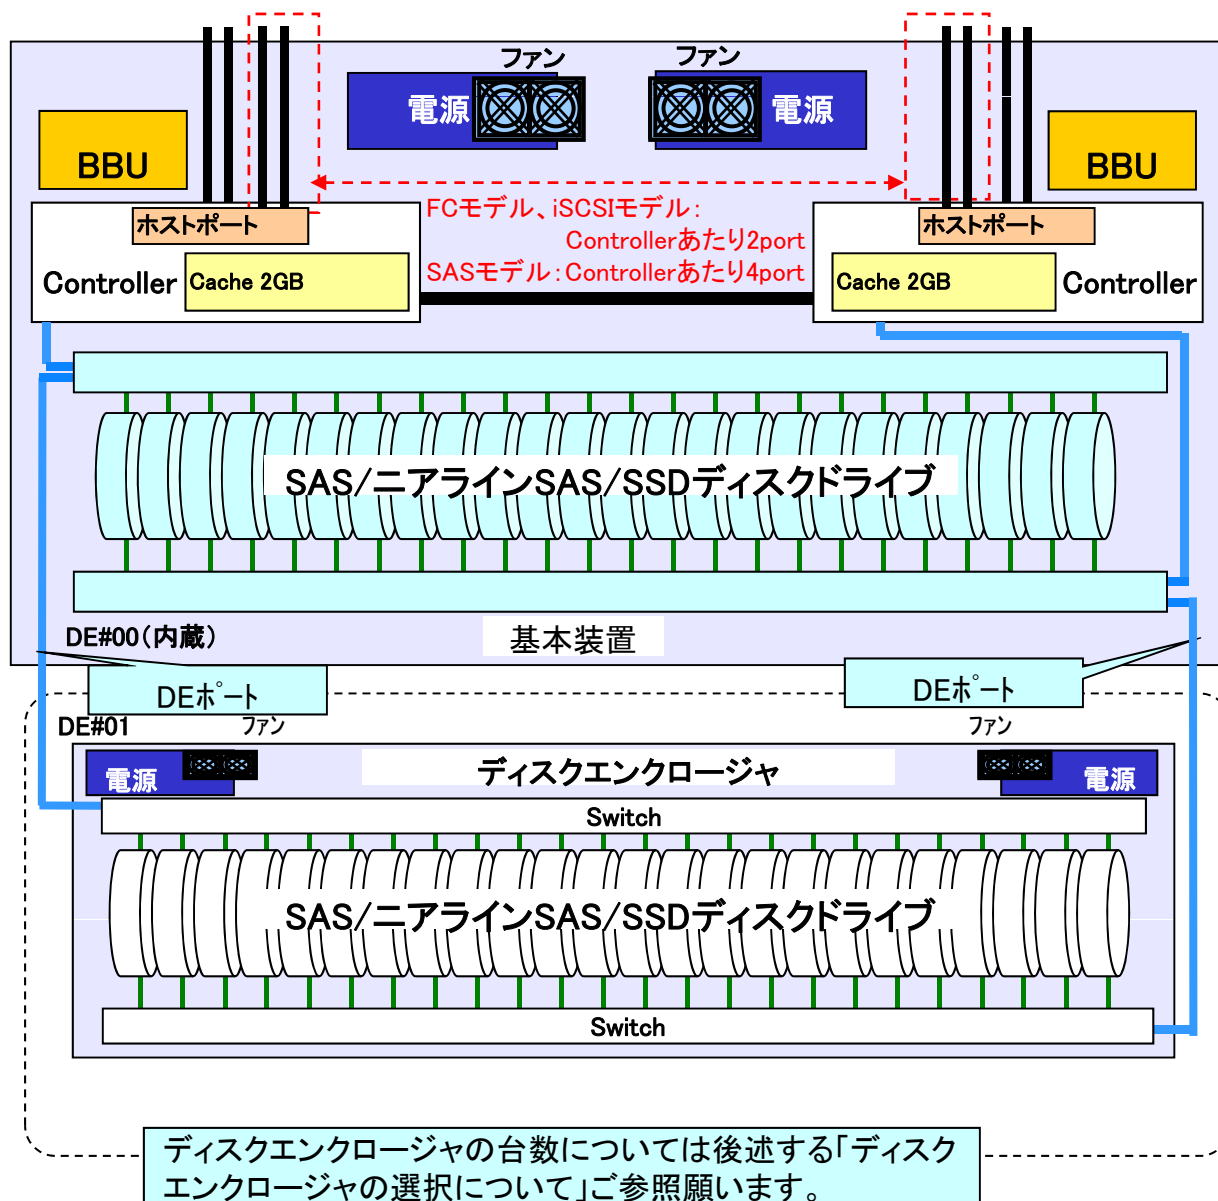 ファン
ファン
電源
電源
BBU
BBU
FCモデル、iSCSIモデル：
Controllerあたり2port
SASモデル：Controllerあたり4port
ホストポート
ホストポート
Controller
Cache 2GB
Cache 2GB
Controller
SAS/ニアラインSAS/SSDディスクドライブ
DE#00（内蔵）
基本装置
DEﾎﾟｰﾄ
DEﾎﾟｰﾄ
DE#01
ファン
ファン
電源
ディスクエンクロージャ
電源
Switch
SAS/ニアラインSAS/SSDディスクドライブ
Switch
ディスクエンクロージャの台数については後述する「ディスク
エンクロージャの選択について」ご参照願います。